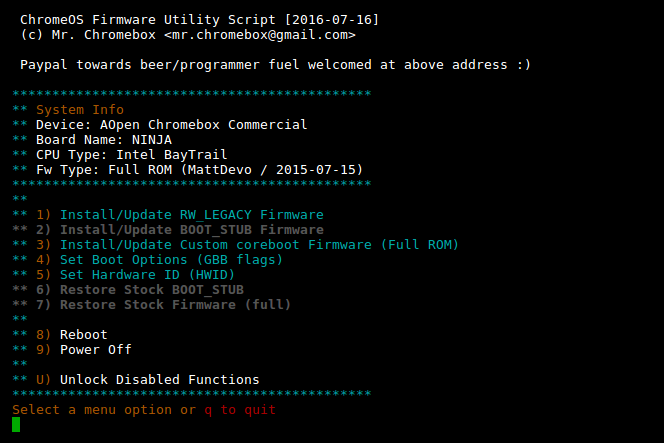 ChromeOS Firmware Utility Script [2016-07-16]
(c) Mr. Chromebox <mr.chromebox@gmail.com>
Paypal towards beer/programmer fuel welcomed at above address :)
*********************************************
** System Info
** Device: AOpen Chromebox Commercial
** Board Name: NINJA
** CPU Type: Intel BayTrail
** Fw Type: Full ROM (MattDevo / 2015-07-15)
*********************************************
**
** 1) Install/Update RW_LEGACY Firmware
** 2) Install/Update BOOT_STUB Firmware
** 3) Install/Update Custom coreboot Firmware (Full ROM)
** 4) Set Boot Options (GBB flags)
** 5) Set Hardware ID (HWID)
** 6) Restore Stock BOOT_STUB
** 7) Restore Stock Firmware (full)
**
** 8) Reboot
** 9) Power Off
**
** U) Unlock Disabled Functions
*********************************************
Select a menu option or q to quit